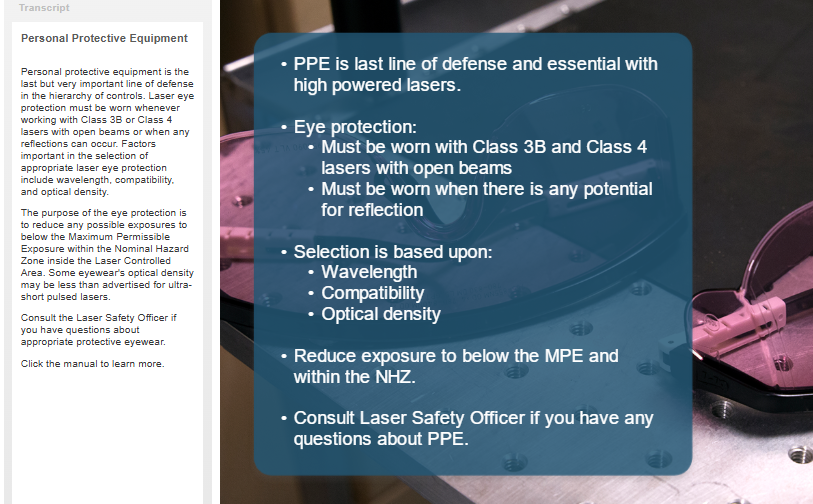 Transcript
Personal Protective Equipment
Personal protective equipment is the
last but very important line of defense
in the hierarchy of controls. Laser eye
protection must be worn whenever
working with Class 3B or Class 4
lasers with open beams or when any
reflections can occur. Factors
important in the selection of
appropriate laser eye protection
include wavelength, compatibility,
and optical density.
The purpose of the eye protection is
to reduce any possible exposures to
below the Maximum Permissible
Exposure within the Nominal Hazard
Zone inside the Laser Controlled
Area. Some eyewear's optical density
may be less than advertised for ultra-
short pulsed lasers.
Consult the Laser Safety Officer if
you have questions about
appropriate protective eyewear.
Click the manual to learn more.
• PPE is last line of defense and essential with
high powered lasers.
• Eye protection:
• Must be worn with Class 3B and Class 4
lasers with open beams
• Must be worn when there is any potential
for reflection
• Selection is based upon:
• Wavelength
• Compatibility
• Optical density
• Reduce exposure to below the MPE and
within the NHZ.
• Consult Laser Safety Officer if you have any
questions about PPE.